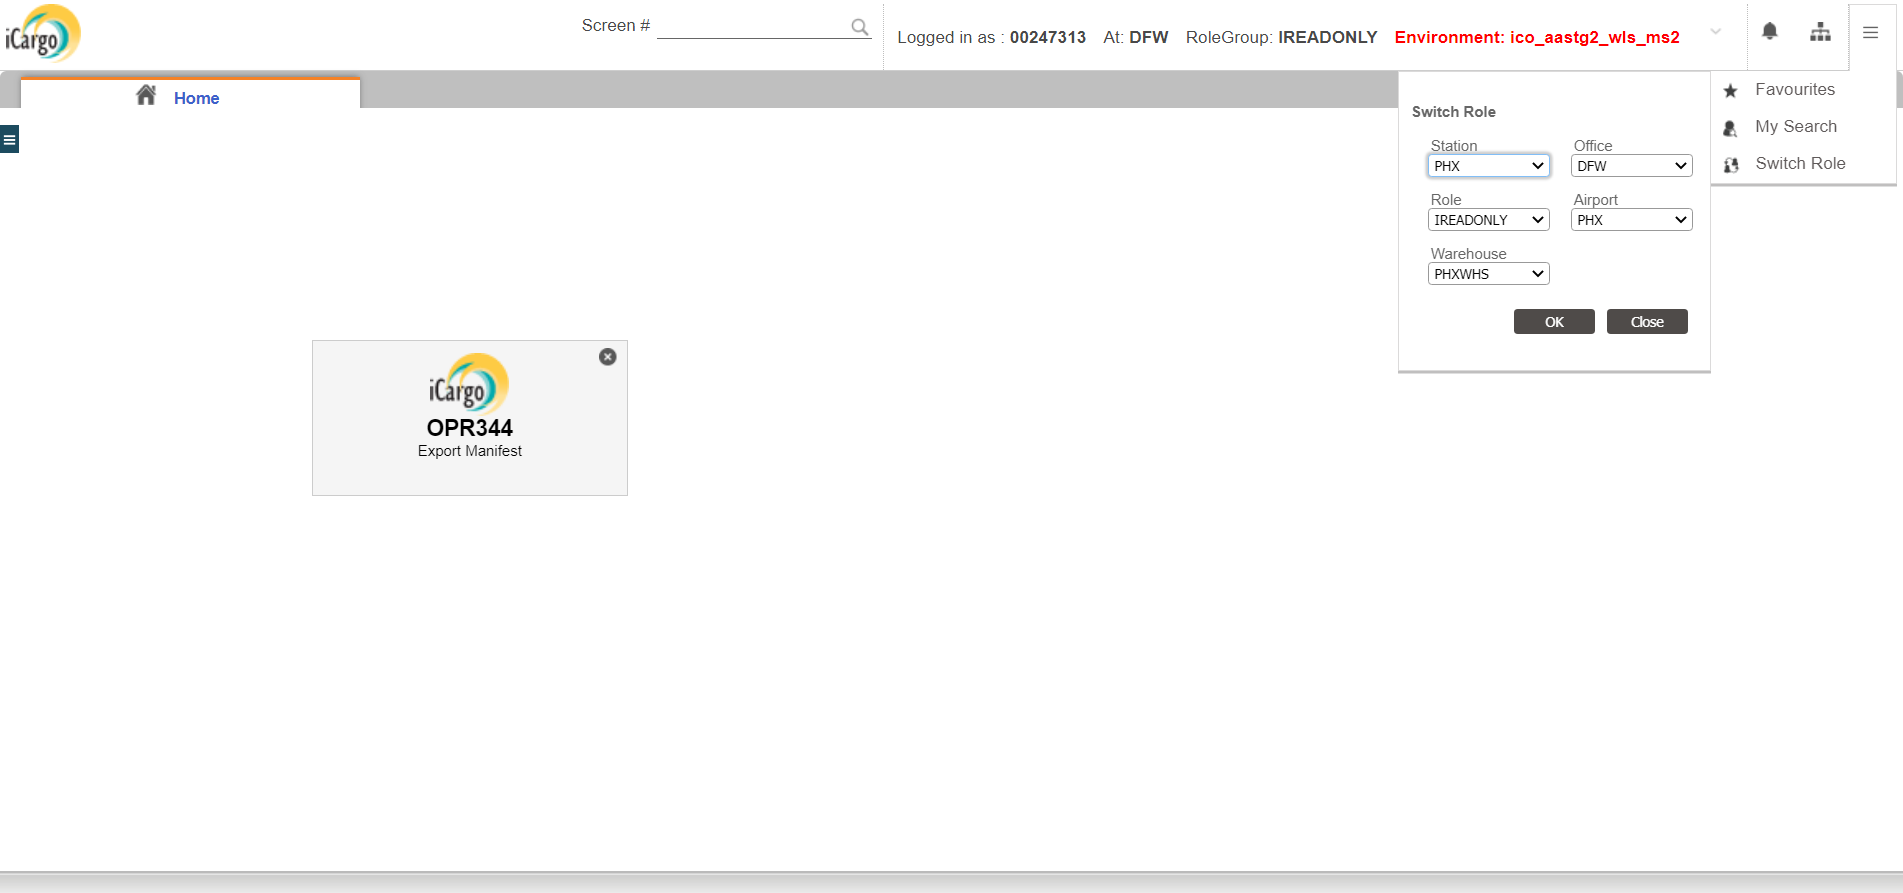 iCargo
Screen #
Logged in as : 00247313 At: DFW RoleGroup: IREADONLY Environment: ico_aastg2_wls_ms2
Home
Favourites
My Search
Switch Role
Switch Role
Station Office
PHX DFW
Role Airport
IREADONLY PHX
Warehouse
PHXWHS
OK Close
iCargo
OPR344
Export Manifest